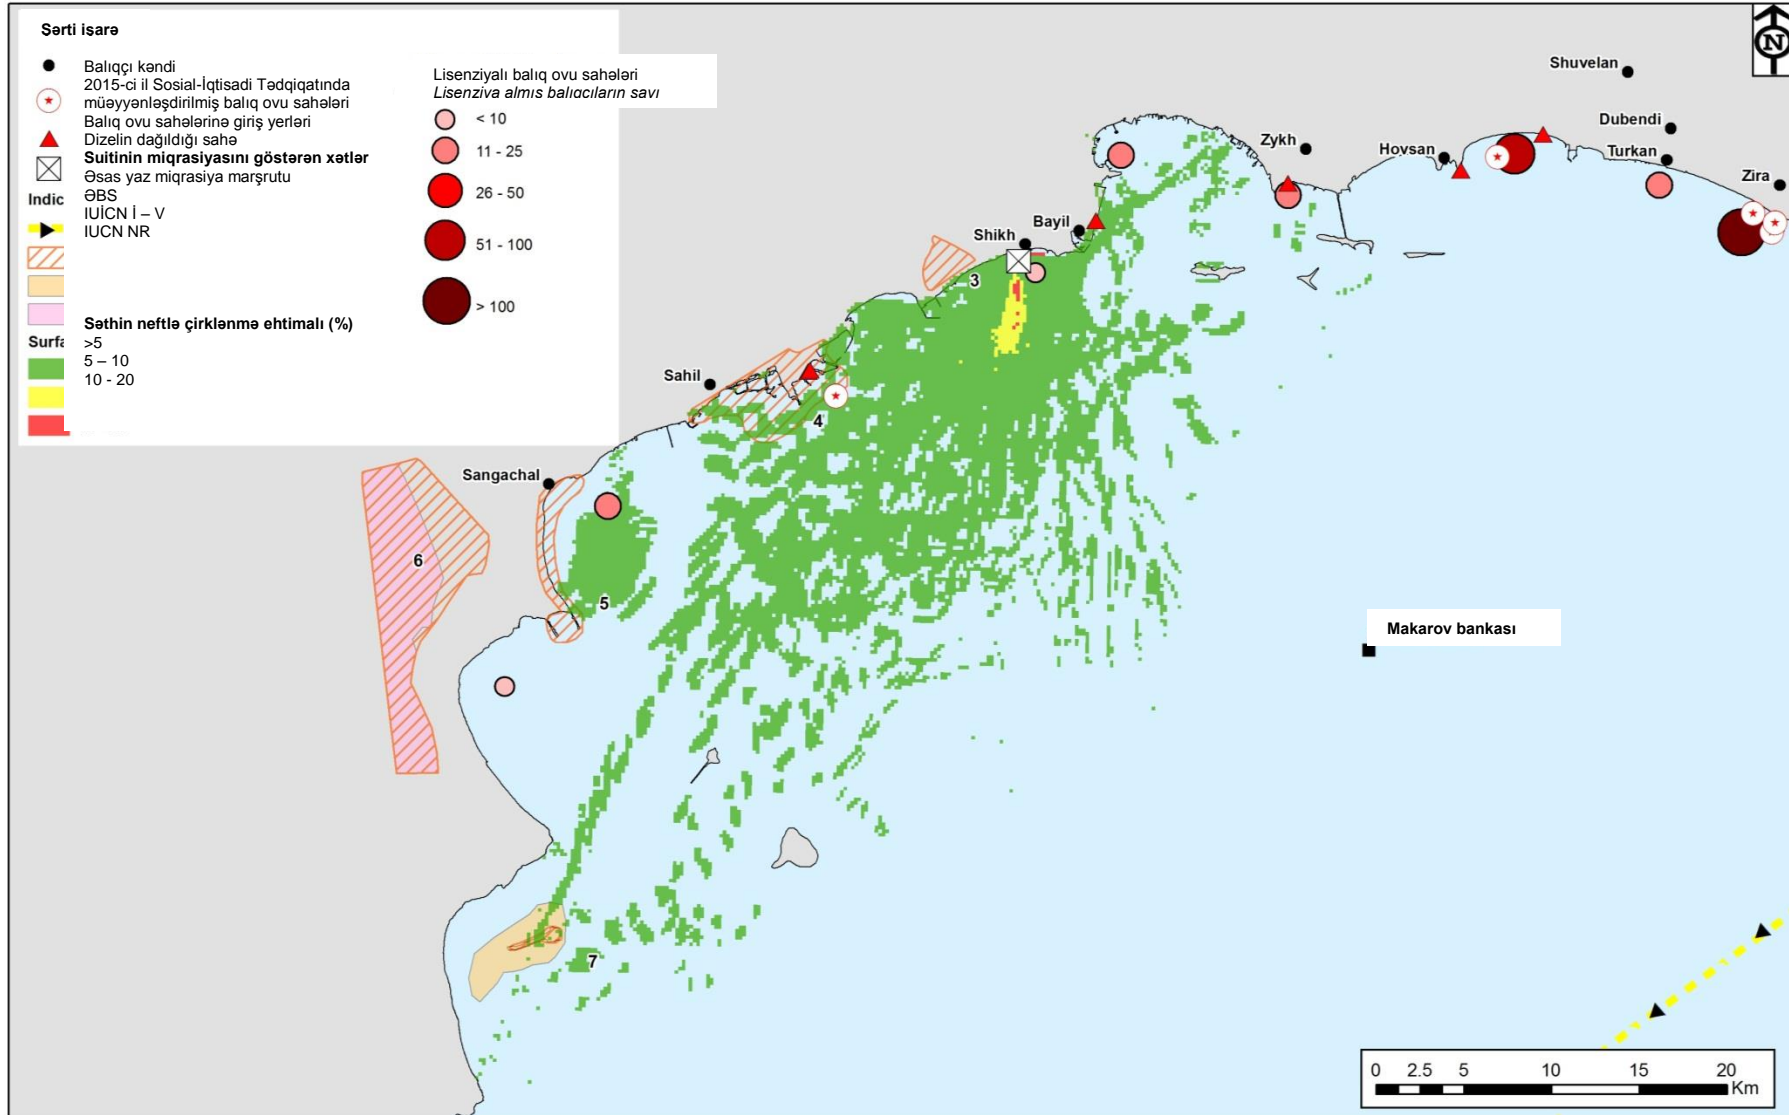 Şərti işarə
Balıqçı kəndi
2015-ci il Sosial-İqtisadi Tədqiqatında
müəyyənləşdirilmiş balıq ovu sahələri
Balıq ovu sahələrinə giriş yerləri
Dizelin dağıldığı sahə
Suitinin miqrasiyasını göstərən xətlər
Əsas yaz miqrasiya marşrutu
ƏBS
IUİCN İ – V
IUCN NR
Indic
Səthin neftlə çirklənmə ehtimalı (%)
Surfa
>5
5 – 10
10 - 20
Lisenziyalı balıq ovu sahələri
Lisenziya almış balıqçıların sayı
< 10
11 - 25
26 - 50
51 - 100
> 100
N
Shuvelan
Dubendi
Zykh
Hovsan
Turkan
Zira
Bayil
Shikh
3
Sahil
4
Sangachal
6
5
Makarov bankası
7
0 2.5 5 10 15 20
Km